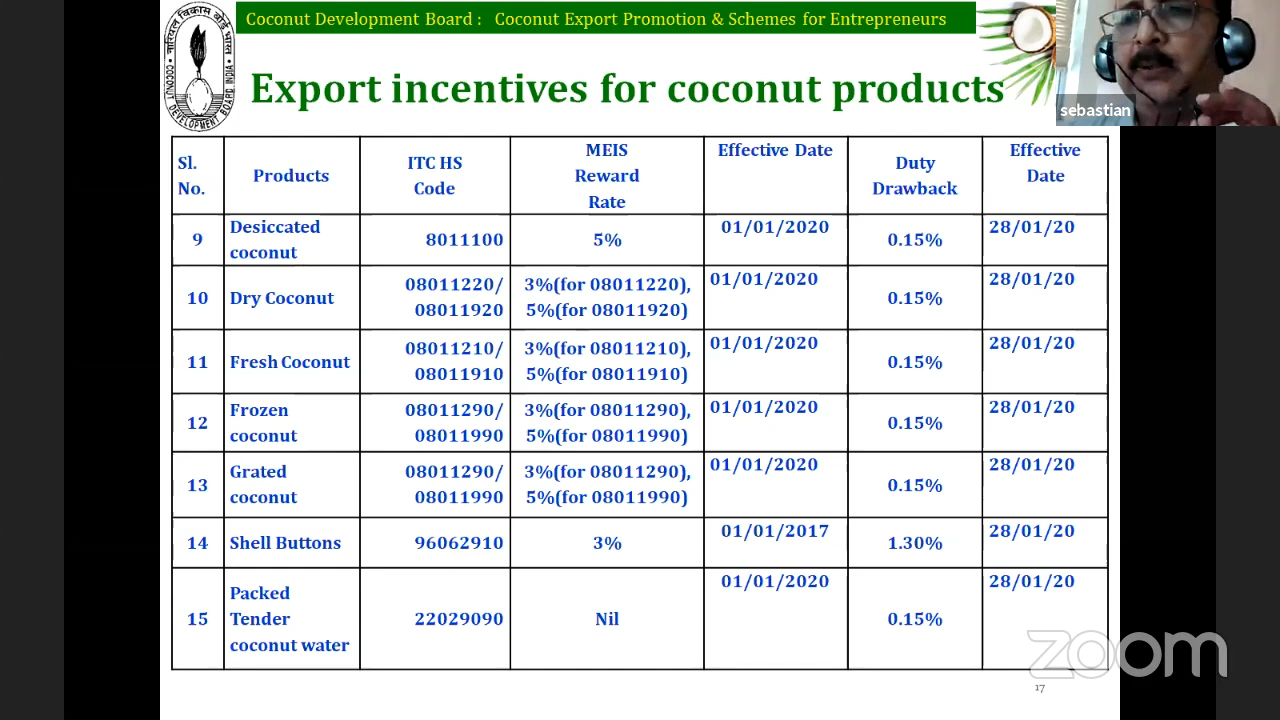 Coconut Development Board : Coconut Export Promotion & Schemes for Entrepreneurs
नारियल विकास बोर्ड भारत
COCONUT DEVELOPMENT BOARD INDIA
Export incentives for coconut products
sebastian
Sl. No. Products ITC HS Code MEIS Reward Rate Effective Date Duty Drawback Effective Date
9 Desiccated coconut 8011100 5% 01/01/2020 0.15% 28/01/20
10 Dry Coconut 08011220/ 08011920 3%(for 08011220), 5%(for 08011920) 01/01/2020 0.15% 28/01/20
11 Fresh Coconut 08011210/ 08011910 3%(for 08011210), 5%(for 08011910) 01/01/2020 0.15% 28/01/20
12 Frozen coconut 08011290/ 08011990 3%(for 08011290), 5%(for 08011990) 01/01/2020 0.15% 28/01/20
13 Grated coconut 08011290/ 08011990 3%(for 08011290), 5%(for 08011990) 01/01/2020 0.15% 28/01/20
14 Shell Buttons 96062910 3% 01/01/2017 1.30% 28/01/20
15 Packed Tender coconut water 22029090 Nil 01/01/2020 0.15% 28/01/20
zoom
17